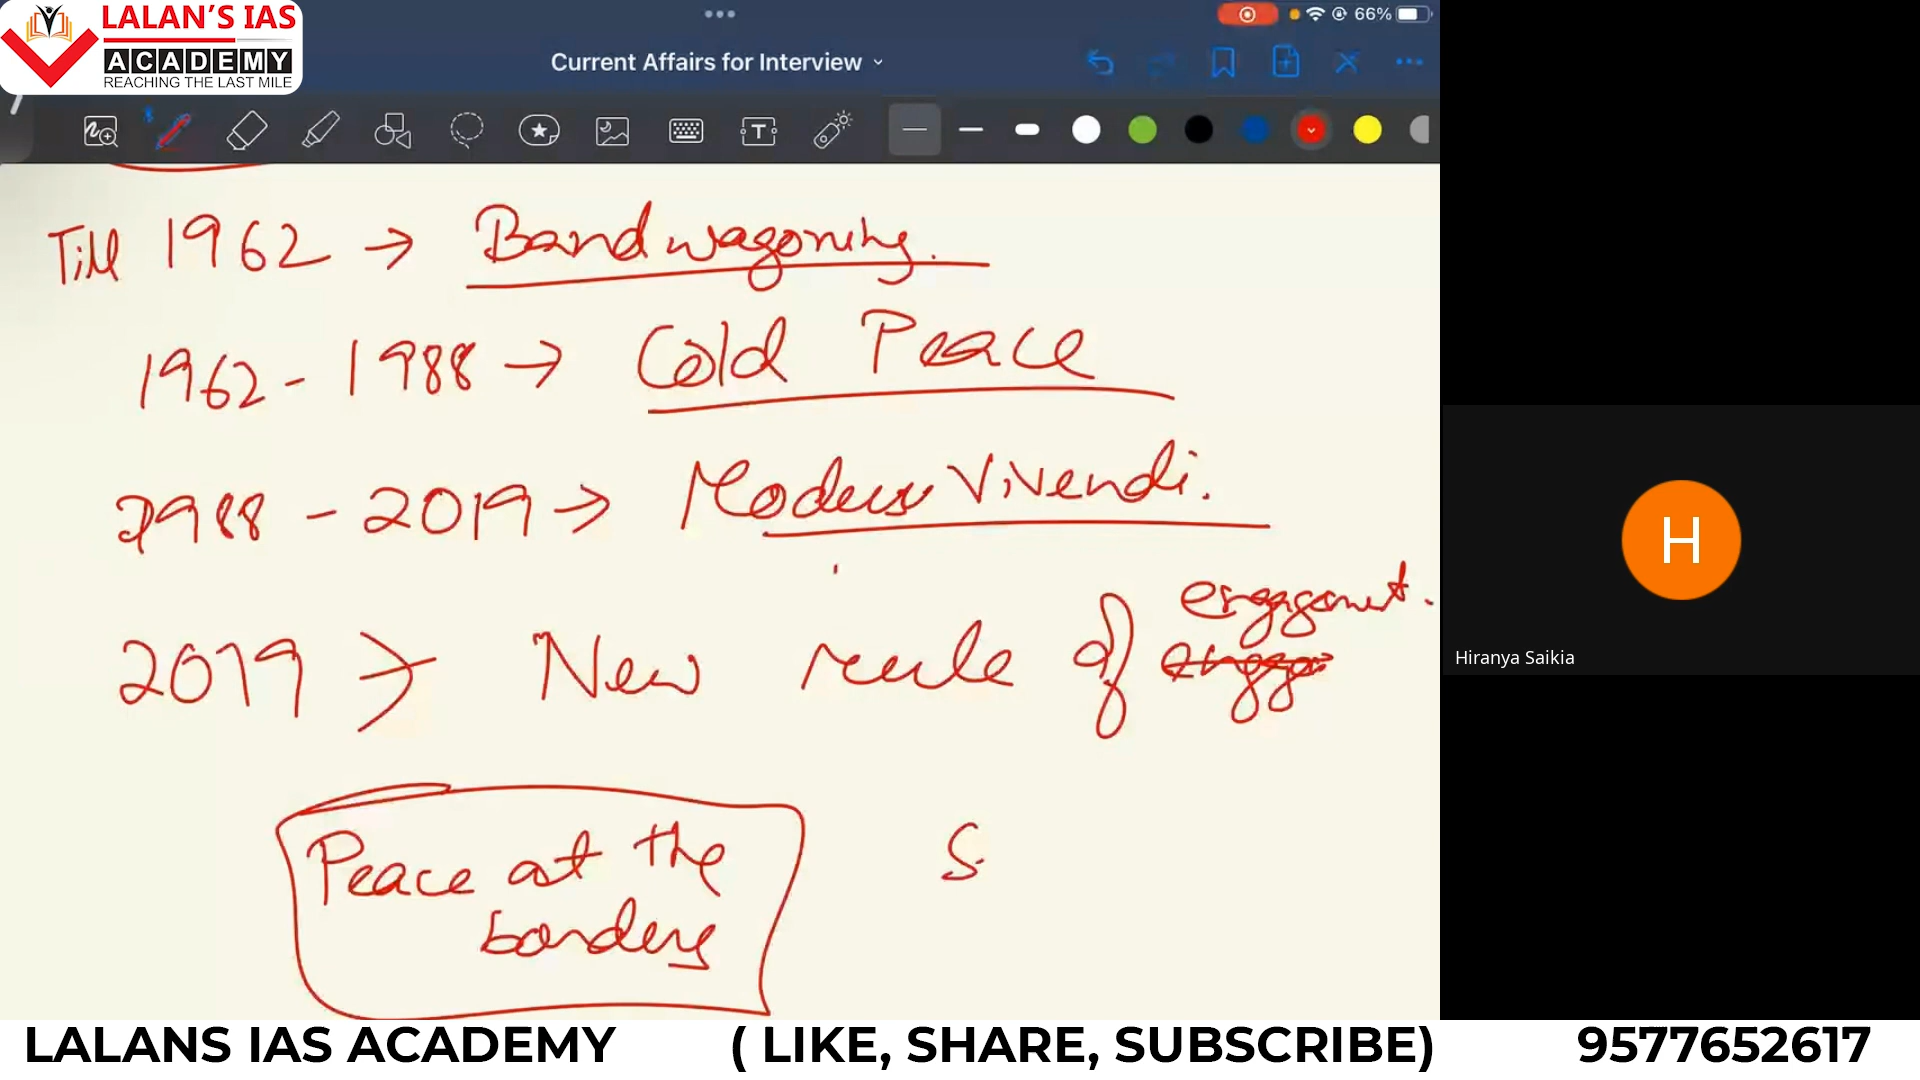 LALAN'S IAS
ACADEMY
REACHING THE LAST MILE
66%
Current Affairs for Interview
T
Till 1962 → Bandwagoning.
1962 - 1988 → Cold Peace
1988 - 2019 → Modus Vivendi.
2019 → New rule of engagement.
Peace at the
borders
S
H
Hiranya Saikia
LALANS IAS ACADEMY ( LIKE, SHARE, SUBSCRIBE) 9577652617